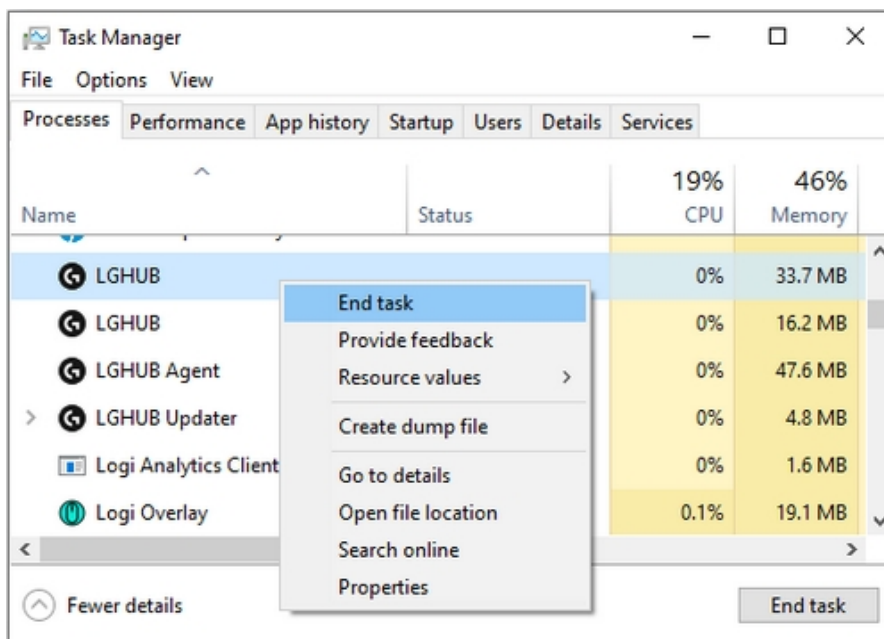 Task Manager
File Options View
Processes Performance App history Startup Users Details Services
19% 46%
Name Status CPU Memory
LGHUB 0% 33.7 MB
LGHUB 0% 16.2 MB
LGHUB Agent 0% 47.6 MB
LGHUB Updater 0% 4.8 MB
Logi Analytics Client 0% 1.6 MB
Logi Overlay 0.1% 19.1 MB
End task
Provide feedback
Resource values
Create dump file
Go to details
Open file location
Search online
Properties
Fewer details End task